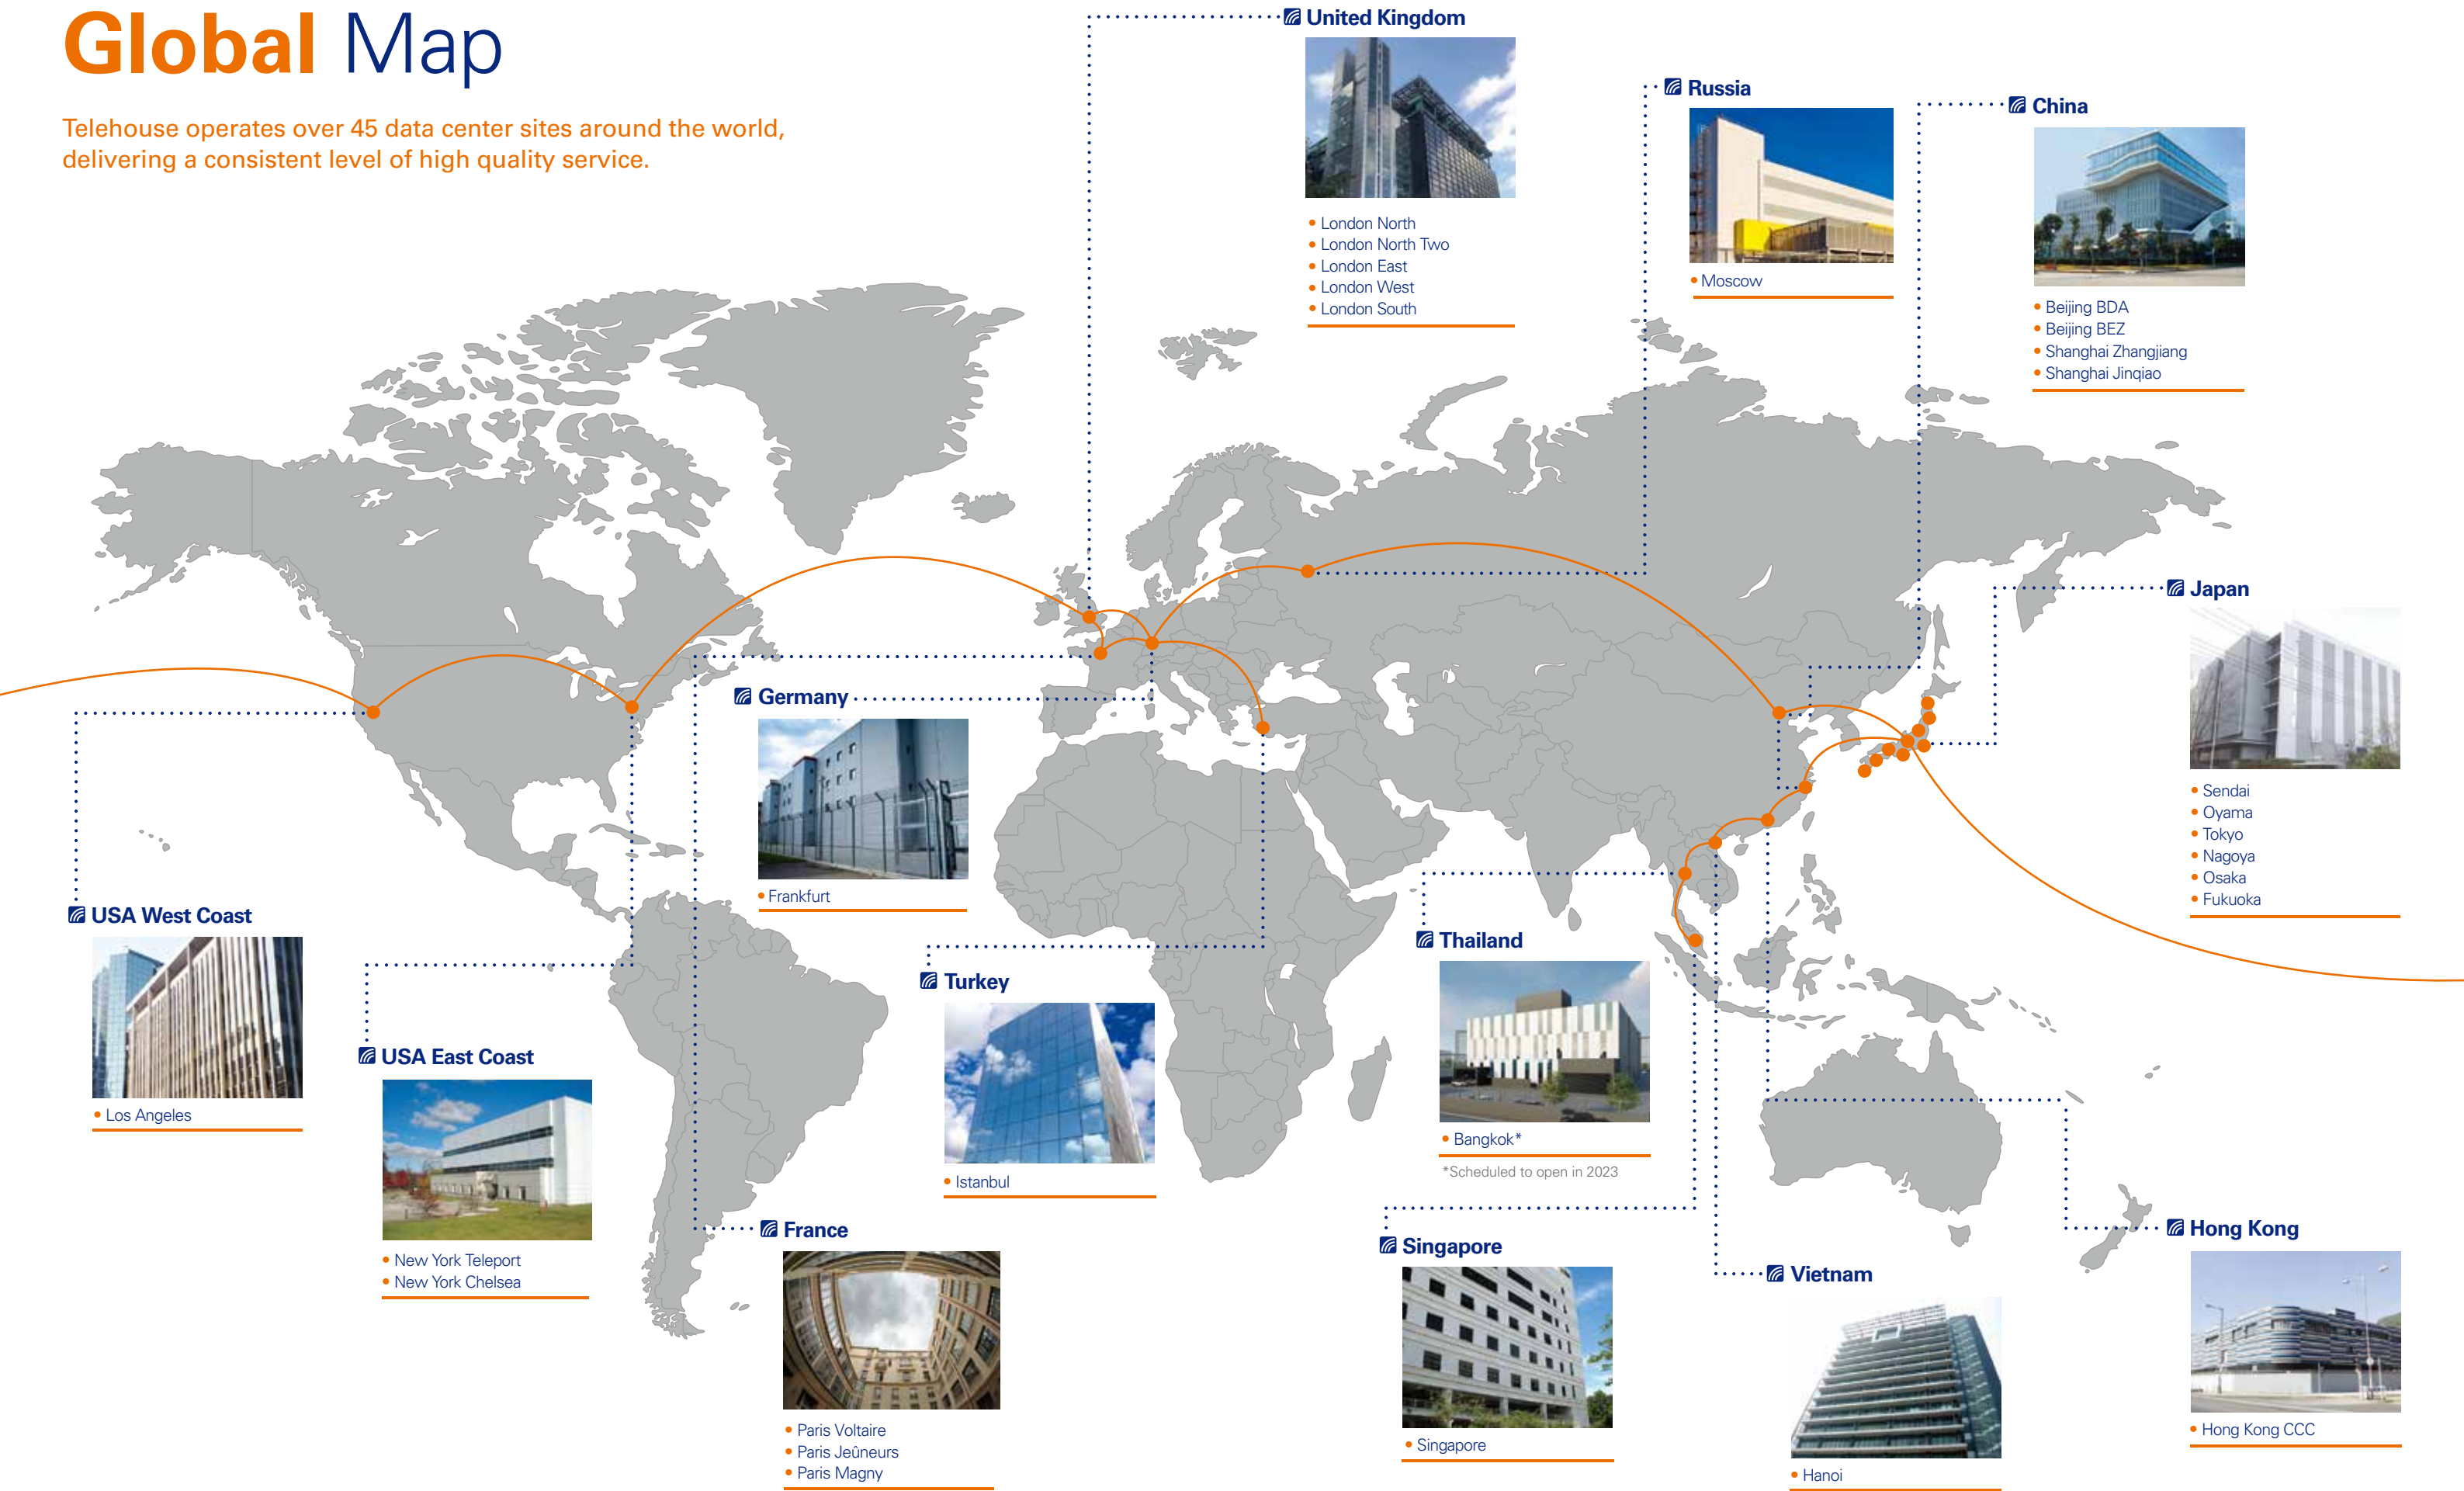 Global Map
Telehouse operates over 45 data center sites around the world,
delivering a consistent level of high quality service.
United Kingdom
London North
London North Two
London East
London West
London South
Russia
Moscow
China
Beijing BDA
Beijing BEZ
Shanghai Zhangjiang
Shanghai Jinqiao
Japan
Sendai
Oyama
Tokyo
Nagoya
Osaka
Fukuoka
Germany
Frankfurt
USA West Coast
Los Angeles
USA East Coast
New York Teleport
New York Chelsea
Turkey
Istanbul
France
Paris Voltaire
Paris Jeûneurs
Paris Magny
Thailand
Bangkok*
*Scheduled to open in 2023
Singapore
Singapore
Vietnam
Hanoi
Hong Kong
Hong Kong CCC